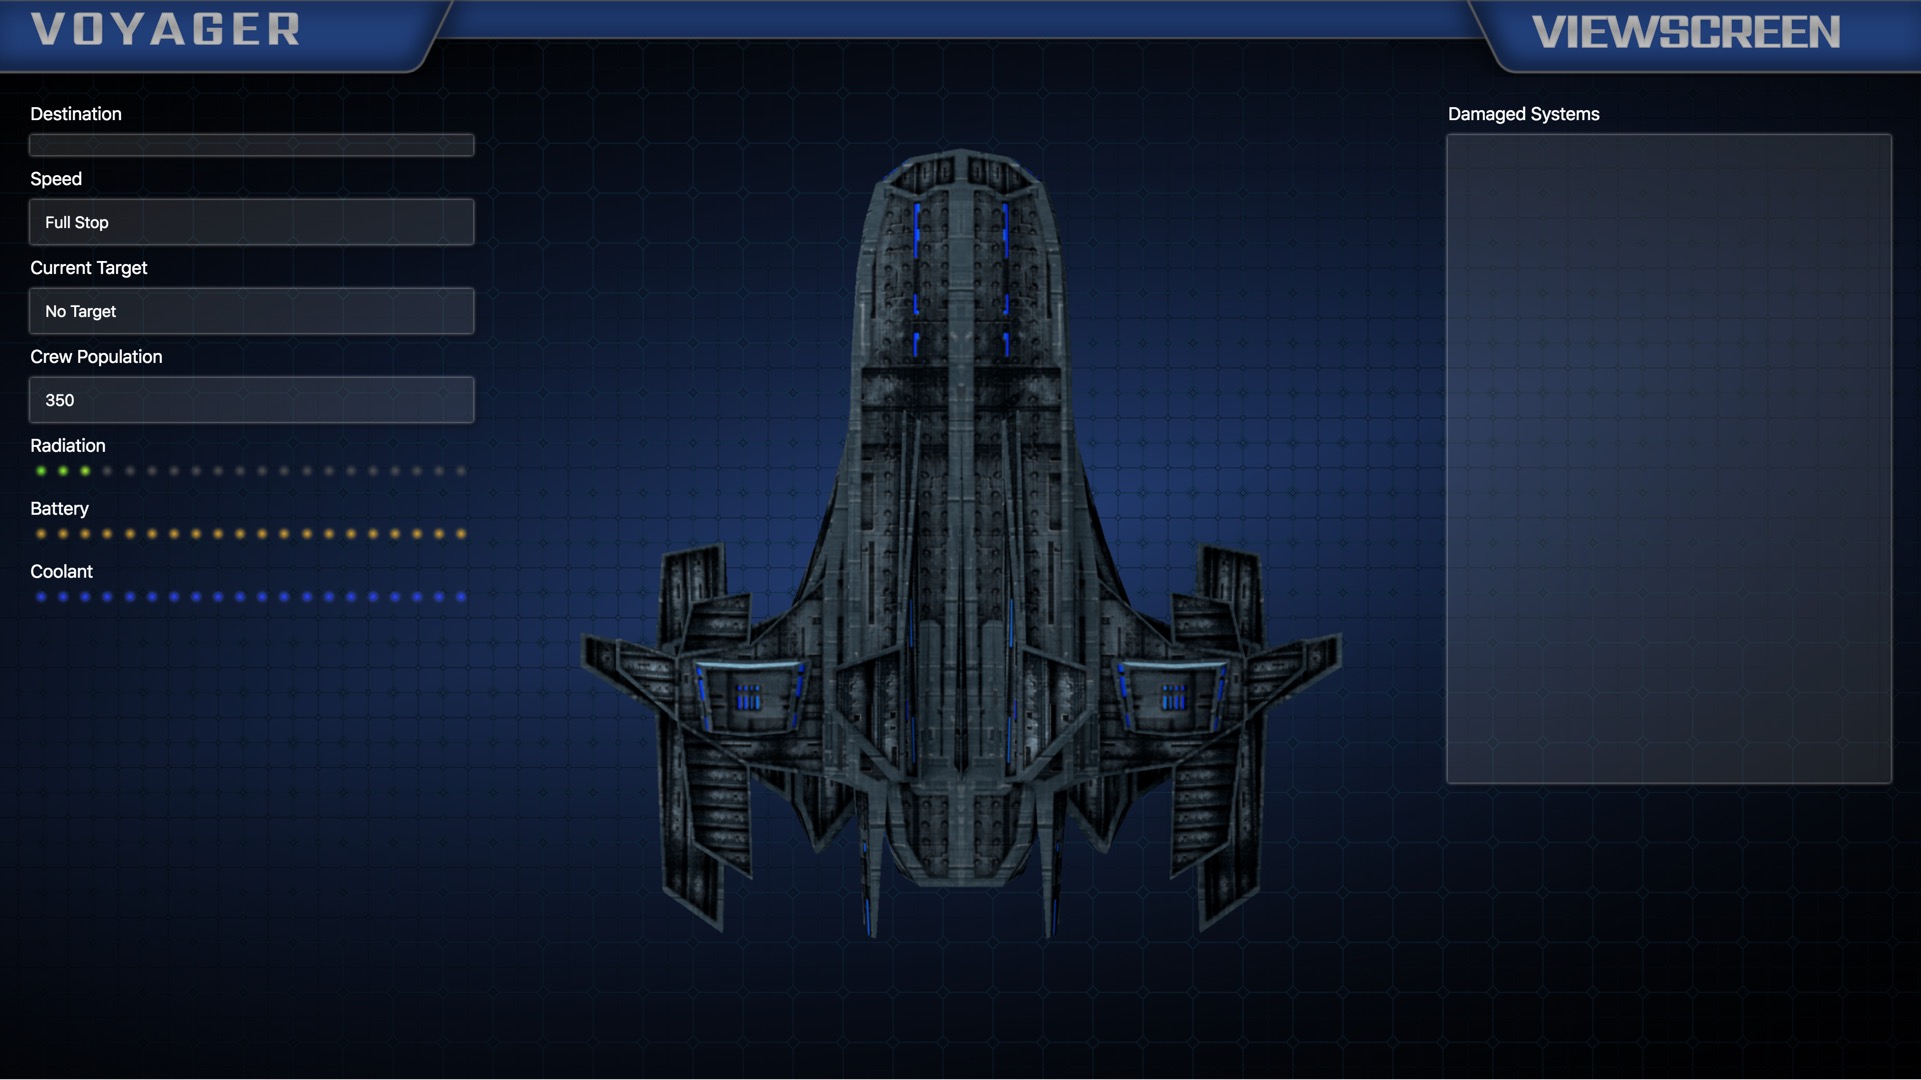 VOYAGER
VIEWSCREEN
Destination
Speed
Full Stop
Current Target
No Target
Crew Population
350
Radiation
Battery
Coolant
Damaged Systems